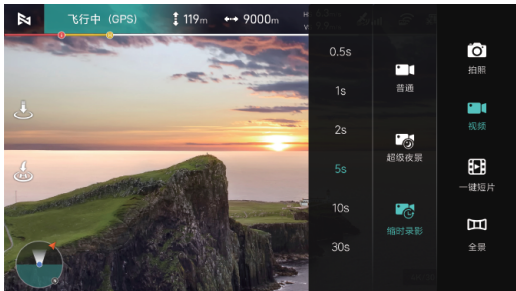 飞行中 (GPS)
119m
9000m
0.5s
1s
2s
5s
10s
30s
普通
超级夜景
缩时录影
拍照
视频
一键短片
全景